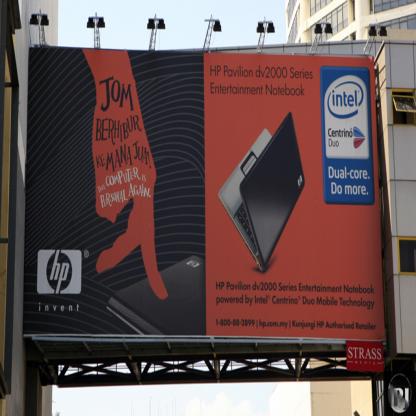 JOM
BERHIBUR
KE MANA JUA!
THE COMPUTER IS
PERSONAL AGAIN.
hp
®
invent
HP Pavilion dv2000 Series
Entertainment Notebook
intel
Centrino
Duo
Dual-core.
Do more.
HP Pavilion dv2000 Series Entertainment Notebook
powered by Intel® Centrino® Duo Mobile Technology
1-800-88-3899 | hp.com.my | Kunjungi HP Authorised Retailer
STRASS